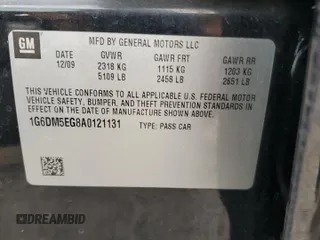 GM
MFD BY GENERAL MOTORS LLC
DATE GVWR GAWR FRT GAWR RR
12/09 2318 KG 1115 KG 1203 KG
5109 LB 2458 LB 2651 LB
THIS VEHICLE CONFORMS TO ALL APPLICABLE U.S. FEDERAL MOTOR
VEHICLE SAFETY, BUMPER, AND THEFT PREVENTION STANDARDS IN
EFFECT ON THE DATE OF MANUFACTURE SHOWN ABOVE.
1G6DM5EG8A0121131 TYPE: PASS CAR
DREAMBID